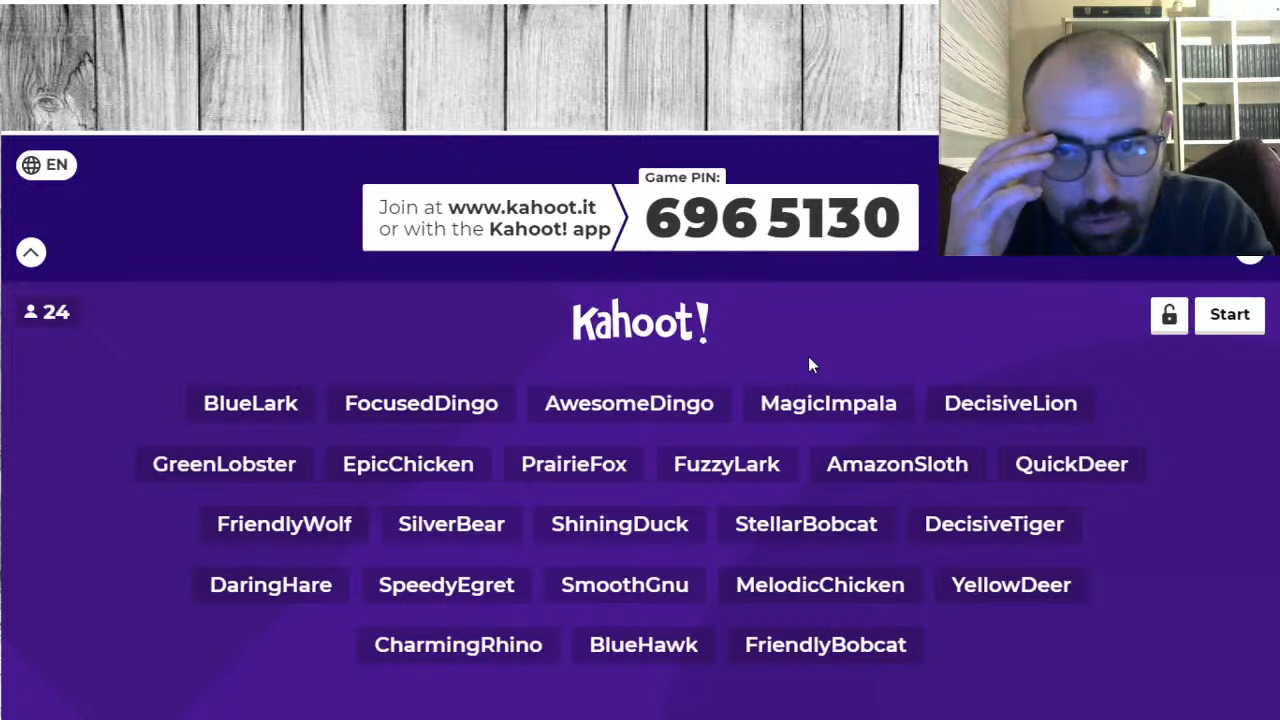 EN
Game PIN:
Join at www.kahoot.it
or with the Kahoot! app
696 5130
24
Kahoot!
Start
BlueLark FocusedDingo AwesomeDingo MagicImpala DecisiveLion
GreenLobster EpicChicken PrairieFox FuzzyLark AmazonSloth QuickDeer
FriendlyWolf SilverBear ShiningDuck StellarBobcat DecisiveTiger
DaringHare SpeedyEgret SmoothGnu MelodicChicken YellowDeer
CharmingRhino BlueHawk FriendlyBobcat